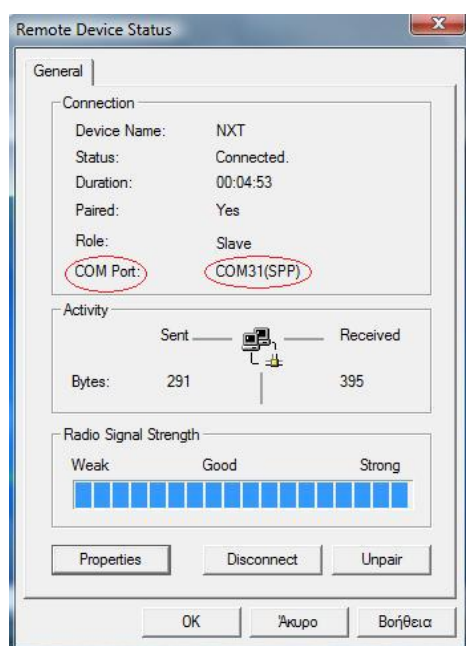 Remote Device Status
General
Connection
Device Name: NXT
Status: Connected.
Duration: 00:04:53
Paired: Yes
Role: Slave
COM Port: COM31(SPP)
Activity
Sent Received
Bytes: 291 395
Radio Signal Strength
Weak Good Strong
Properties Disconnect Unpair
OK Άκυρο Βοήθεια